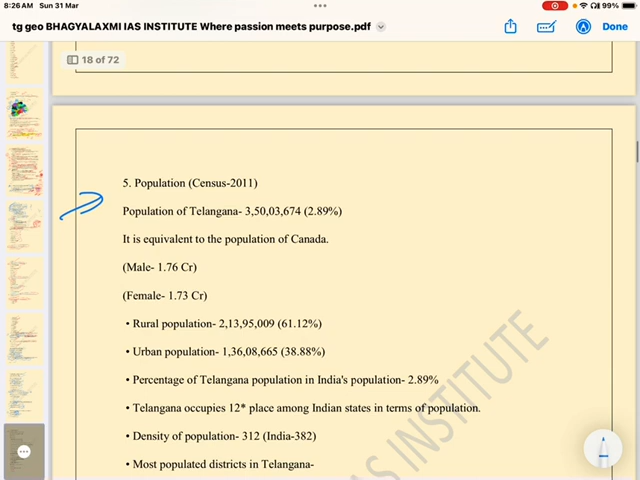 8:26 AM Sun 31 Mar
99%
tg geo BHAGYALAXMI IAS INSTITUTE Where passion meets purpose.pdf
Done
18 of 72
5. Population (Census-2011)
Population of Telangana- 3,50,03,674 (2.89%)
It is equivalent to the population of Canada.
(Male- 1.76 Cr)
(Female- 1.73 Cr)
• Rural population- 2,13,95,009 (61.12%)
• Urban population- 1,36,08,665 (38.88%)
• Percentage of Telangana population in India's population- 2.89%
• Telangana occupies 12* place among Indian states in terms of population.
• Density of population- 312 (India-382)
• Most populated districts in Telangana-
AS INSTITUTE